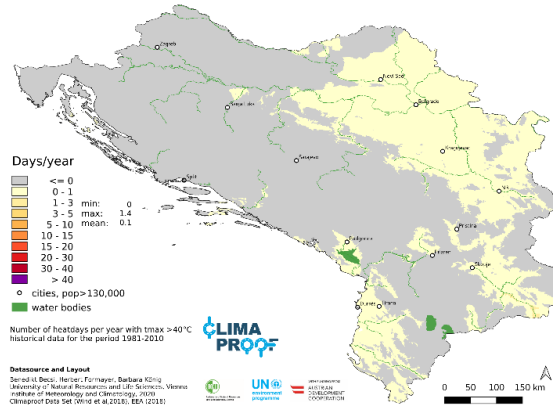 Zagreb
Novi Sad
Banja Luka
Belgrade
Kragujevac
Sarajevo
Nis
Split
Pristina
Podgorica
Skopje
Durres
Tirana
Days/year
<= 0
0 - 1
1 - 3
3 - 5
5 - 10
10 - 15
15 - 20
20 - 30
30 - 40
> 40
min: 0
max: 1.4
mean: 0.1
cities, pop>130,000
water bodies
Number of heatdays per year with tmax >40°C
historical data for the period 1981-2010
CLIMA
PROOF
Datasource and Layout
Benedikt Becsi, Herbert Formayer, Barbara König
University of Natural Resources and Life Sciences, Vienna
Institute of Meteorology and Climatology, 2020
Climaproof Data Set (Wind et al,2018), EEA (2018)
UN
environment
programme
AUSTRIAN
DEVELOPMENT
COOPERATION
0 50 100 150 km